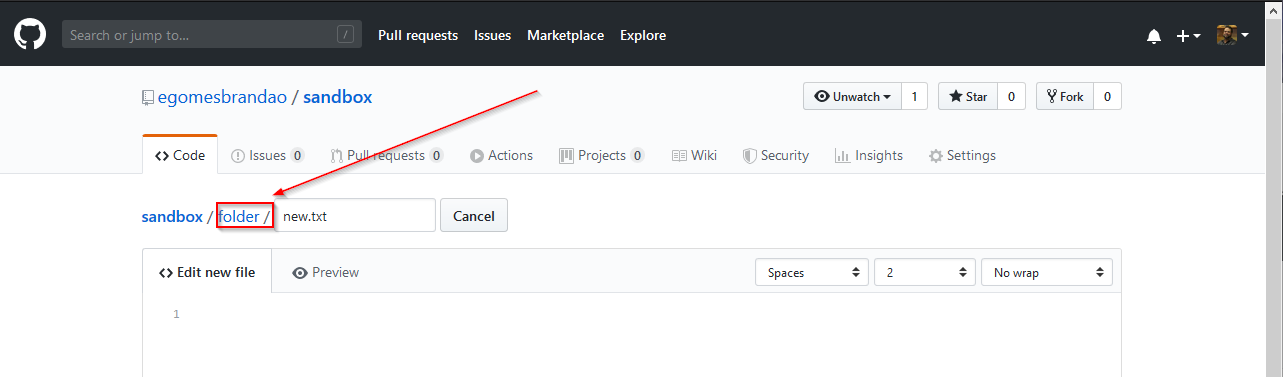 Search or jump to... / Pull requests Issues Marketplace Explore
egomesbrandao / sandbox Unwatch 1 Star 0 Fork 0
<> Code Issues 0 Pull requests 0 Actions Projects 0 Wiki Security Insights Settings
sandbox / folder / new.txt Cancel
<> Edit new file Preview Spaces 2 No wrap
1